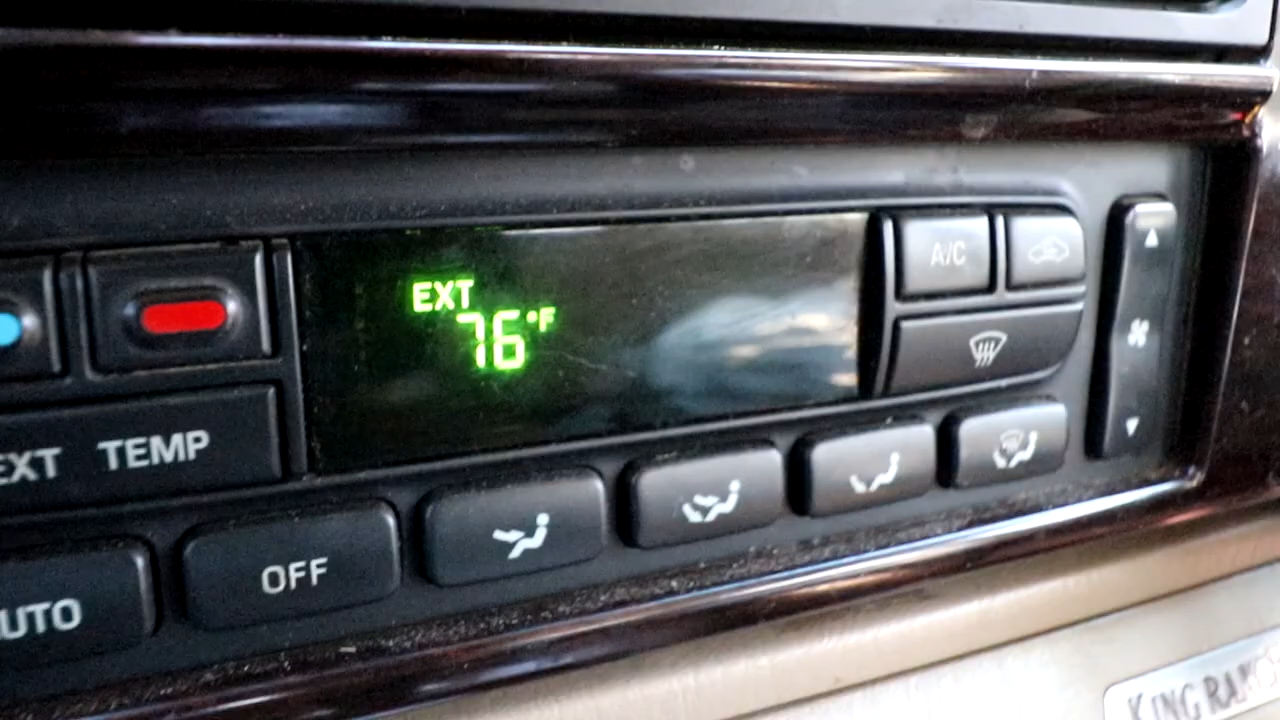 EXT
76°F
A/C
EXT TEMP
OFF
AUTO
KING RANCH